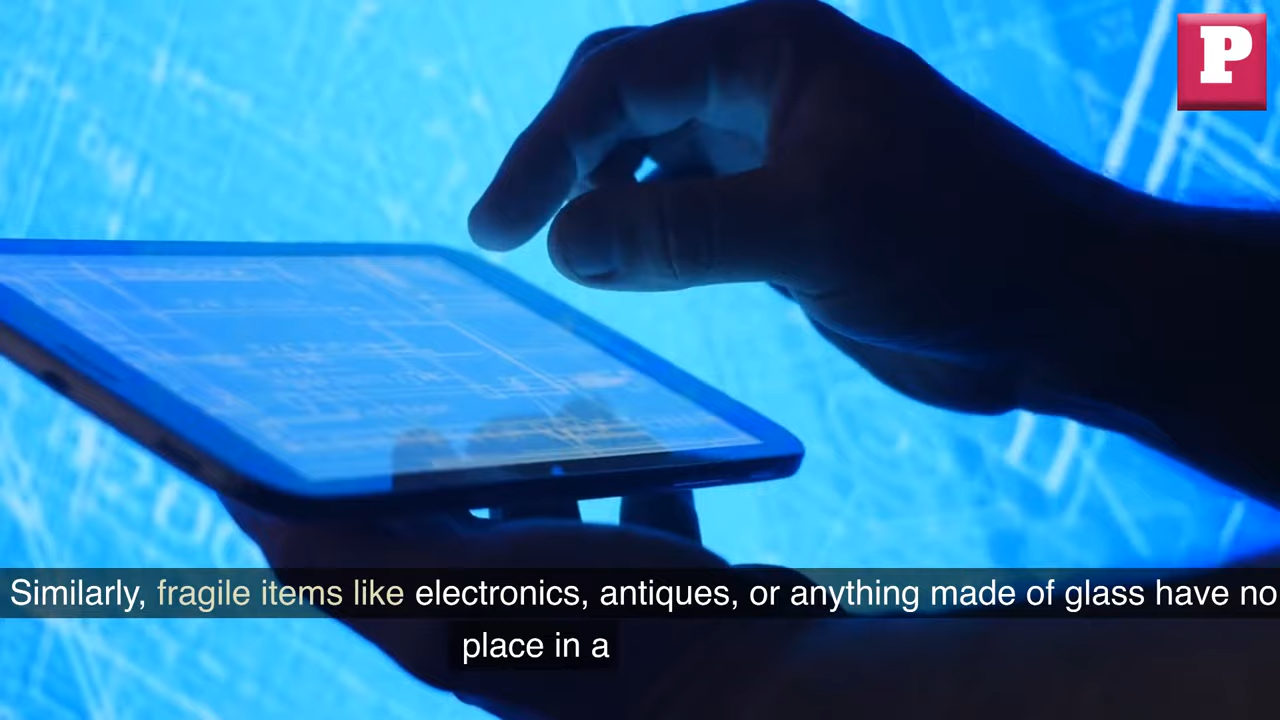 P
Similarly, fragile items like electronics, antiques, or anything made of glass have no
place in a